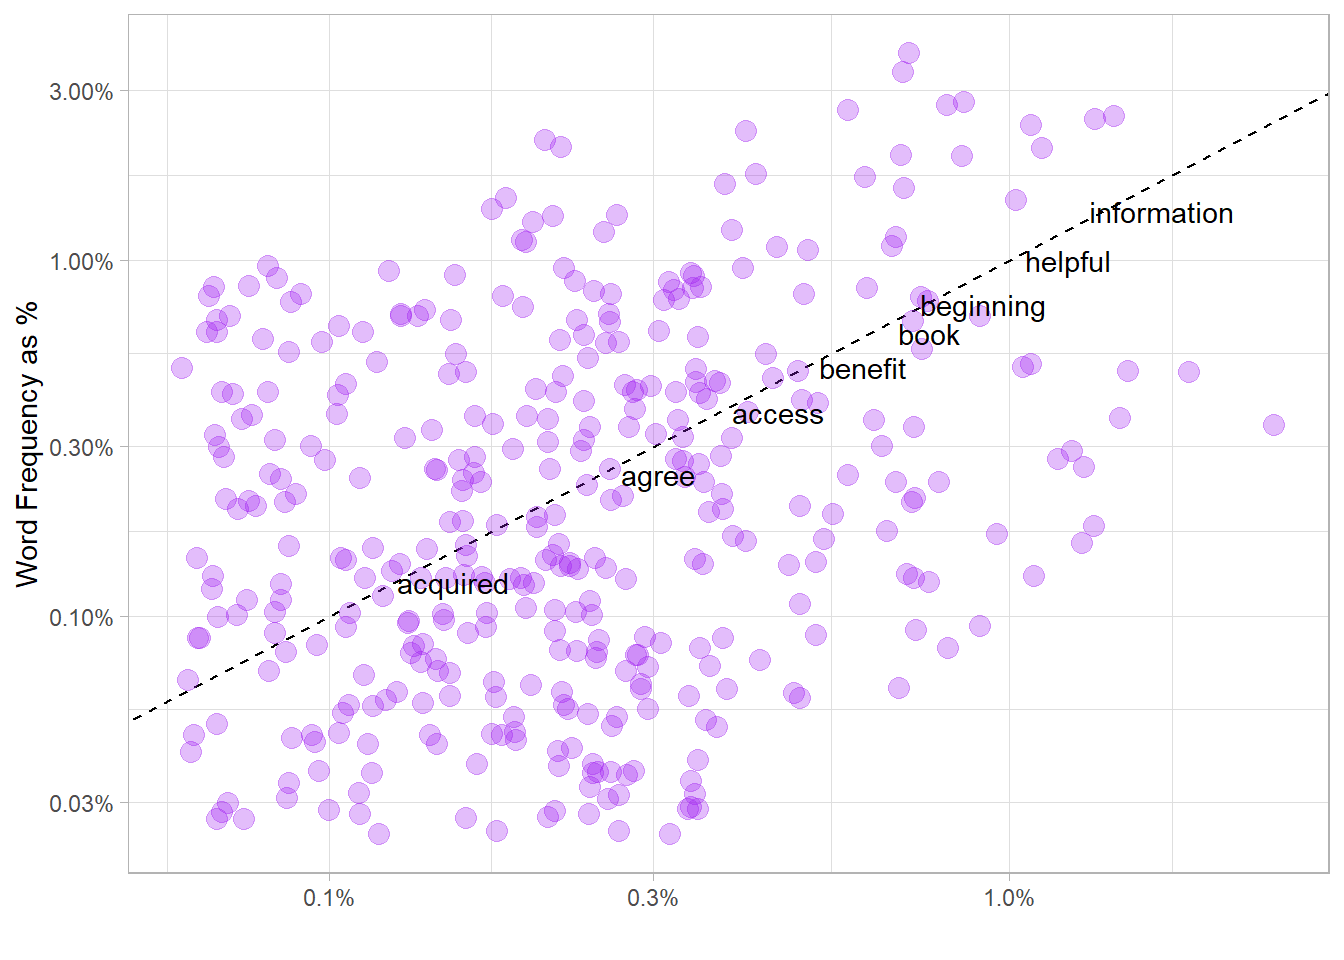 Word Frequency as %
3.00%
1.00%
0.30%
0.10%
0.03%
information
helpful
beginning
book
benefit
access
agree
acquired
0.1%
0.3%
1.0%